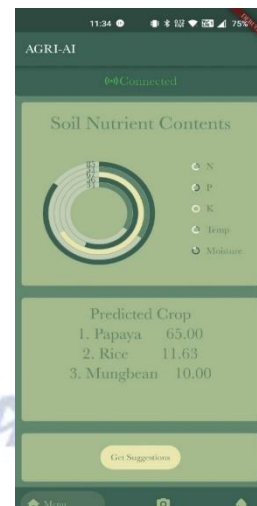 11:34 75%
AGRI-AI
Connected
Soil Nutrient Contents
N
P
K
Temp
Moisture
Predicted Crop
1. Papaya 65.00
2. Rice 11.63
3. Mungbean 10.00
Get Suggestions
Menu